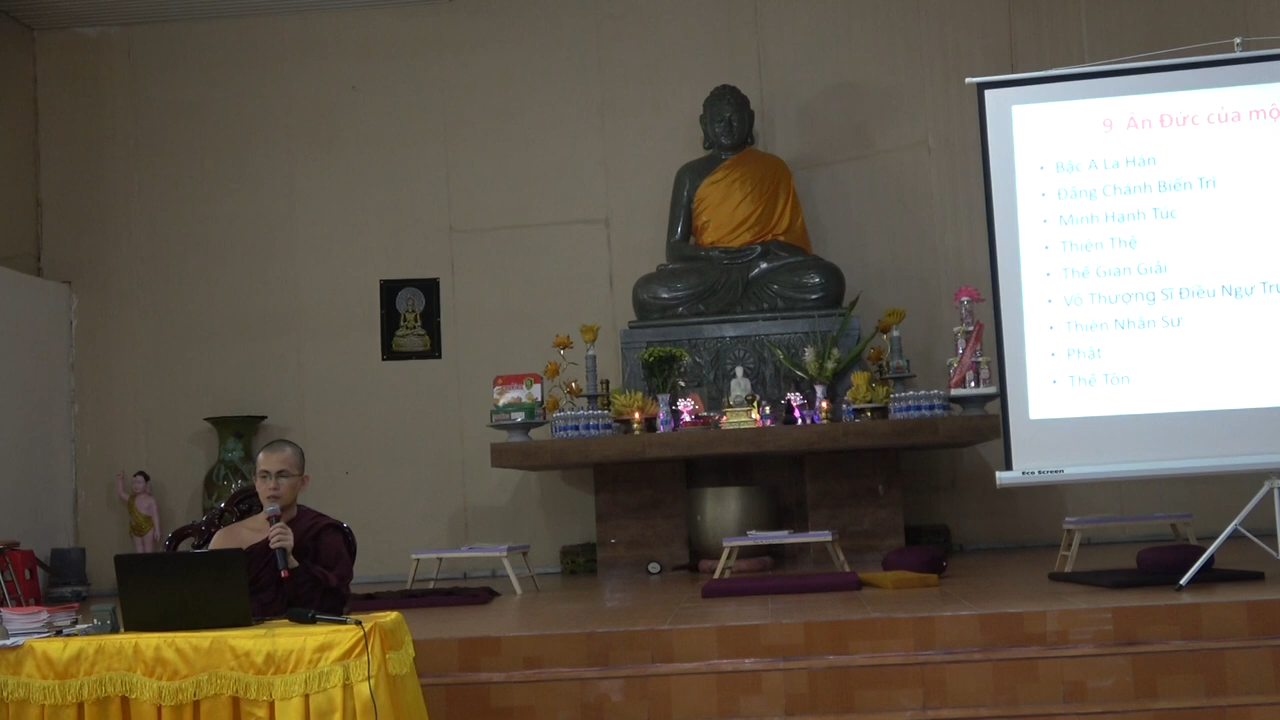 9 Ân Đức của mộ
• Bậc A La Hán
• Đấng Chánh Biến Tri
• Minh Hạnh Túc
• Thiện Thệ
• Thế Gian Giải
• Vô Thượng Sĩ Điều Ngự Trư
• Thiên Nhân Sư
• Phật
• Thế Tôn
Eco Screen